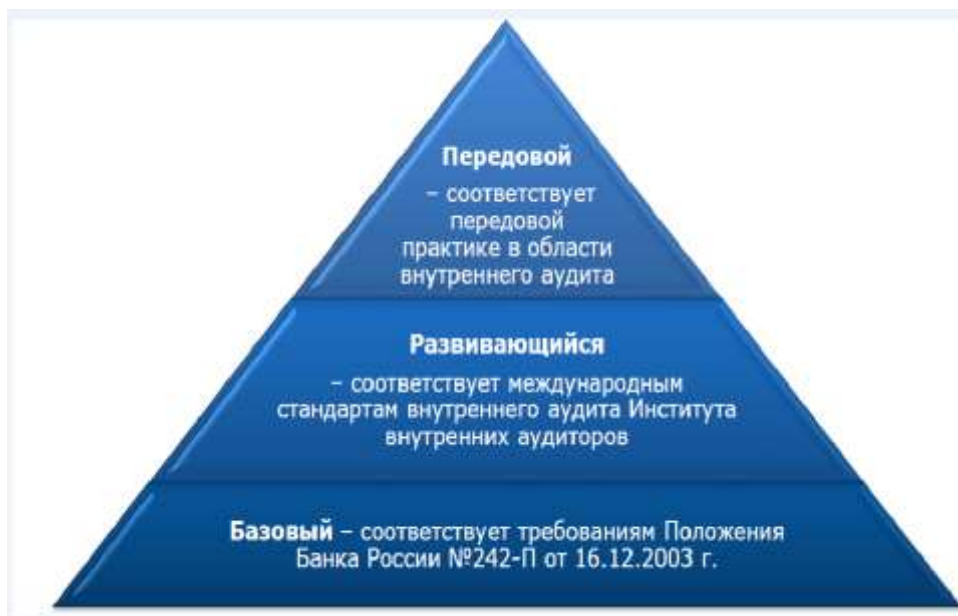 Передовой
– соответствует
передовой
практике в области
внутреннего аудита
Развивающийся
– соответствует международным
стандартам внутреннего аудита Института
внутренних аудиторов
Базовый – соответствует требованиям Положения
Банка России №242-П от 16.12.2003 г.